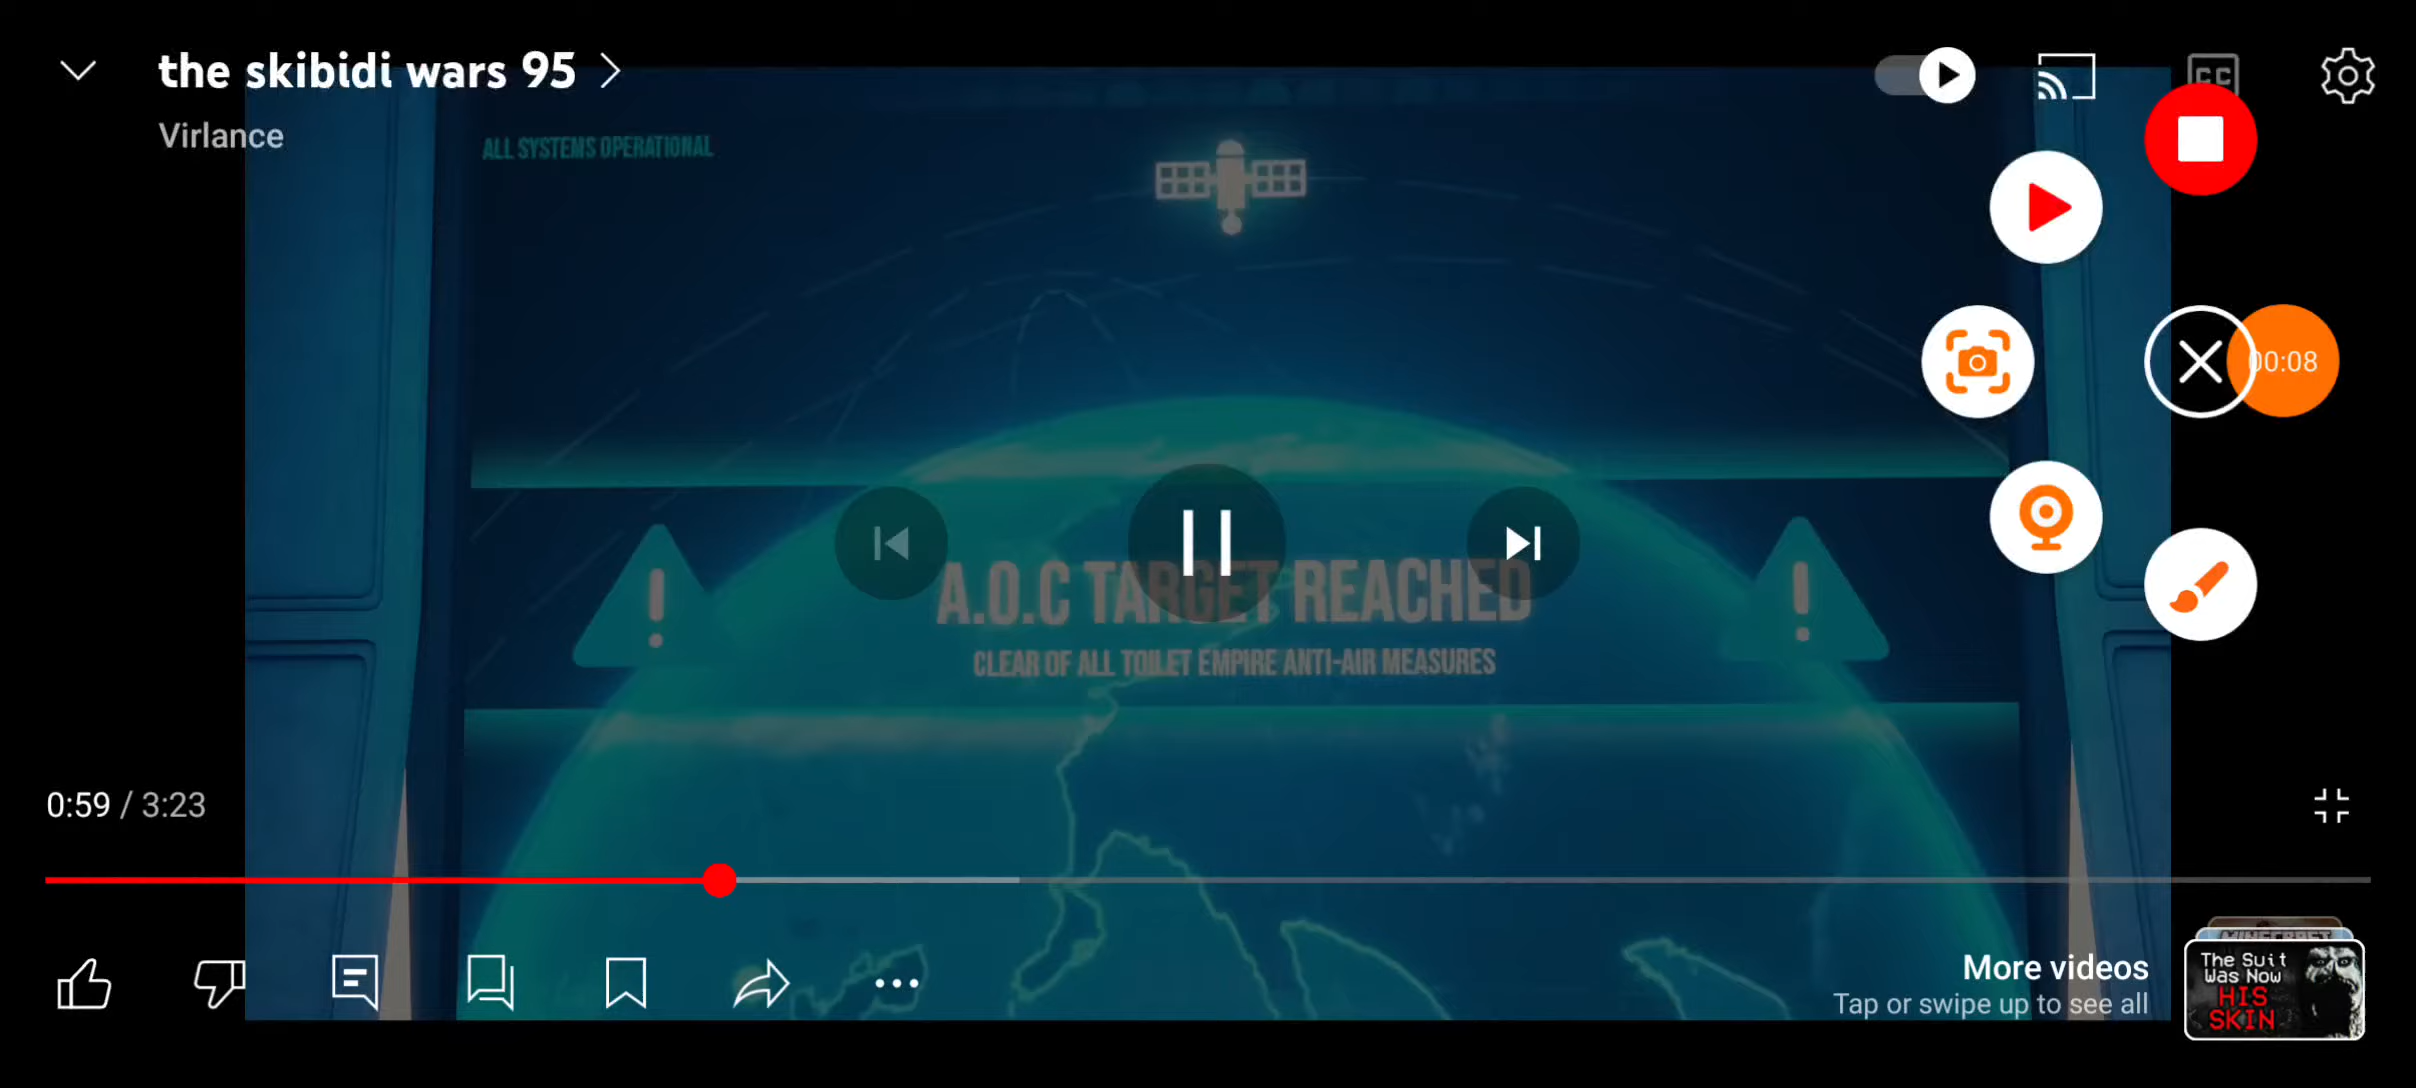 the skibidi wars 95
Virlance
CC
ALL SYSTEMS OPERATIONAL
00:08
A.O.C TARGET REACHED
CLEAR OF ALL TOILET EMPIRE ANTI-AIR MEASURES
0:59 / 3:23
More videos
Tap or swipe up to see all
MINECRAFT
The Suit
Was Now
HIS
SKIN